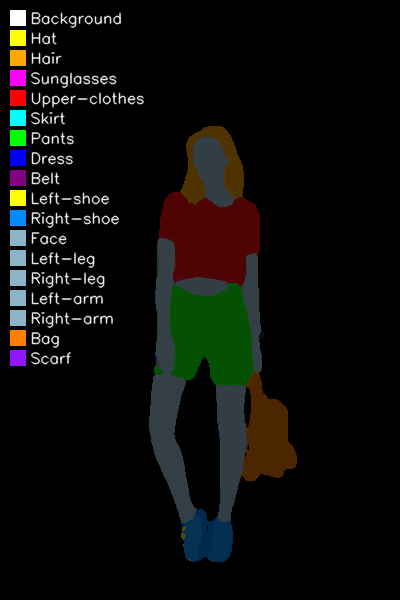 Background
Hat
Hair
Sunglasses
Upper-clothes
Skirt
Pants
Dress
Belt
Left-shoe
Right-shoe
Face
Left-leg
Right-leg
Left-arm
Right-arm
Bag
Scarf